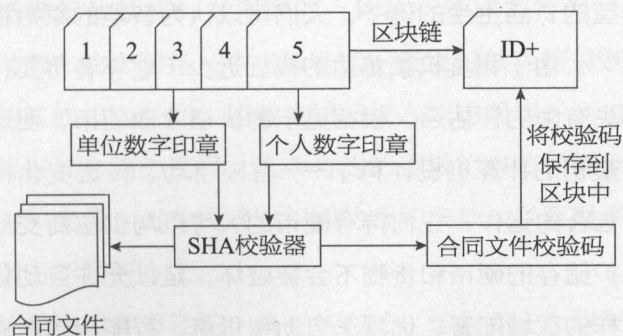 1 2 3 4 5
区块链
ID+
单位数字印章
个人数字印章
将校验码
保存到
区块中
SHA校验器
合同文件校验码
合同文件